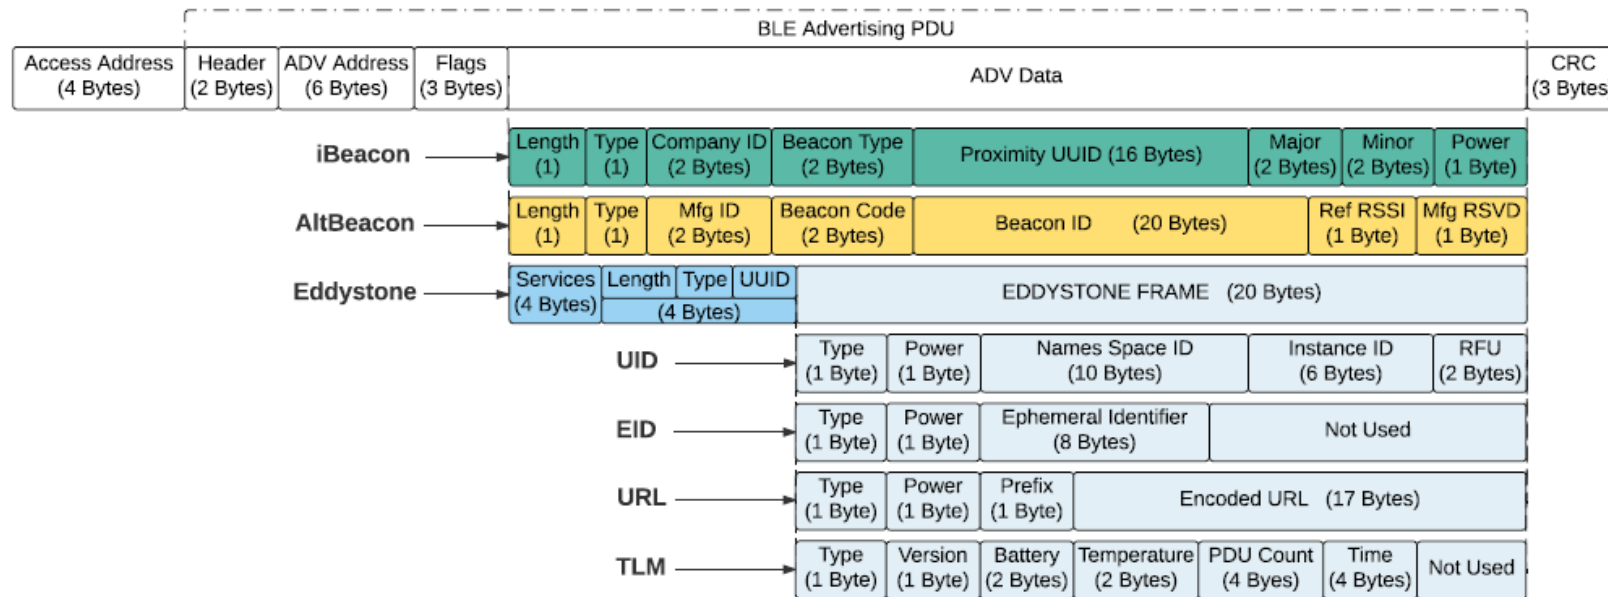 BLE Advertising PDU
Access Address Header ADV Address Flags ADV Data CRC
(4 Bytes) (2 Bytes) (6 Bytes) (3 Bytes) (3 Bytes
iBeacon Length Type Company ID Beacon Type Proximity UUID (16 Bytes) Major Minor Power
(1) (1) (2 Bytes) (2 Bytes) (2 Bytes) (2 Bytes) (1 Byte)
AltBeacon Length Type Mfg ID Beacon Code Beacon ID (20 Bytes) Ref RSSI Mfg RSVD
(1) (1) (2 Bytes) (2 Bytes) (1 Byte) (1 Byte)
Eddystone Services Length Type UUID EDDYSTONE FRAME (20 Bytes)
(4 Bytes) (4 Bytes)
UID Type Power Names Space ID Instance ID RFU
(1 Byte) (1 Byte) (10 Bytes) (6 Bytes) (2 Bytes)
EID Type Power Ephemeral Identifier Not Used
(1 Byte) (1 Byte) (8 Bytes)
URL Type Power Prefix Encoded URL (17 Bytes)
(1 Byte) (1 Byte) (1 Byte)
TLM Type Version Battery Temperature PDU Count Time Not Used
(1 Byte) (1 Byte) (2 Bytes) (2 Bytes) (4 Byes) (4 Bytes)